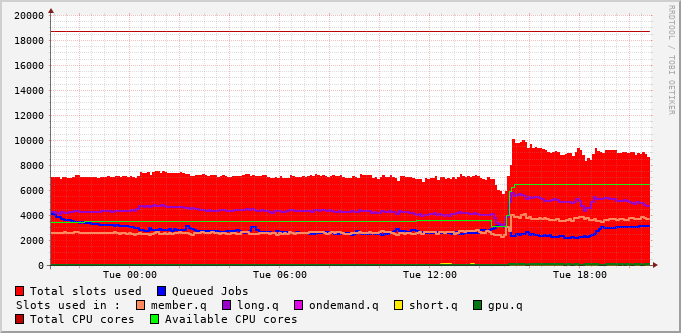 20000
18000
16000
14000
12000
10000
8000
6000
4000
2000
0
Tue 00:00 Tue 06:00 Tue 12:00 Tue 18:00
RRDTOOL / TOBI OETIKER
Total slots used Queued Jobs
Slots used in : member.q long.q ondemand.q short.q gpu.q
Total CPU cores Available CPU cores